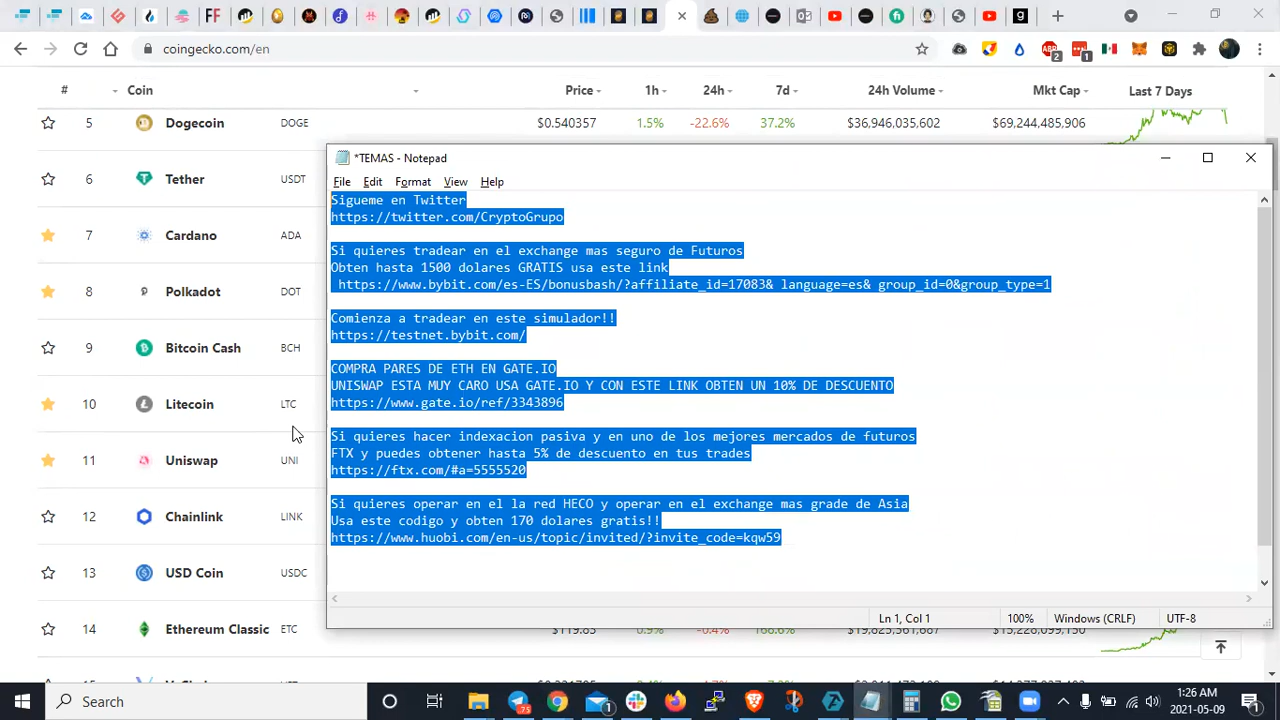 coingecko.com/en
# Coin Price 1h 24h 7d 24h Volume Mkt Cap Last 7 Days
5 Dogecoin DOGE $0.540357 1.5% -22.6% 37.2% $36,946,035,602 $69,244,485,906
6 Tether USDT
7 Cardano ADA
8 Polkadot DOT
9 Bitcoin Cash BCH
10 Litecoin LTC
11 Uniswap UNI
12 Chainlink LINK
13 USD Coin USDC
14 Ethereum Classic ETC
*TEMAS - Notepad
File Edit Format View Help
Sigueme en Twitter
https://twitter.com/CryptoGrupo
Si quieres tradear en el exchange mas seguro de Futuros
Obten hasta 1500 dolares GRATIS usa este link
https://www.bybit.com/es-ES/bonusbash/?affiliate_id=17083& language=es& group_id=0&group_type=1
Comienza a tradear en este simulador!!
https://testnet.bybit.com/
COMPRA PARES DE ETH EN GATE.IO
UNISWAP ESTA MUY CARO USA GATE.IO Y CON ESTE LINK OBTEN UN 10% DE DESCUENTO
https://www.gate.io/ref/3343896
Si quieres hacer indexacion pasiva y en uno de los mejores mercados de futuros
FTX y puedes obtener hasta 5% de descuento en tus trades
https://ftx.com/#a=5555520
Si quieres operar en el la red HECO y operar en el exchange mas grade de Asia
Usa este codigo y obten 170 dolares gratis!!
https://www.huobi.com/en-us/topic/invited/?invite_code=kqw59
Ln 1, Col 1 100% Windows (CRLF) UTF-8
Search
1:26 AM
2021-05-09